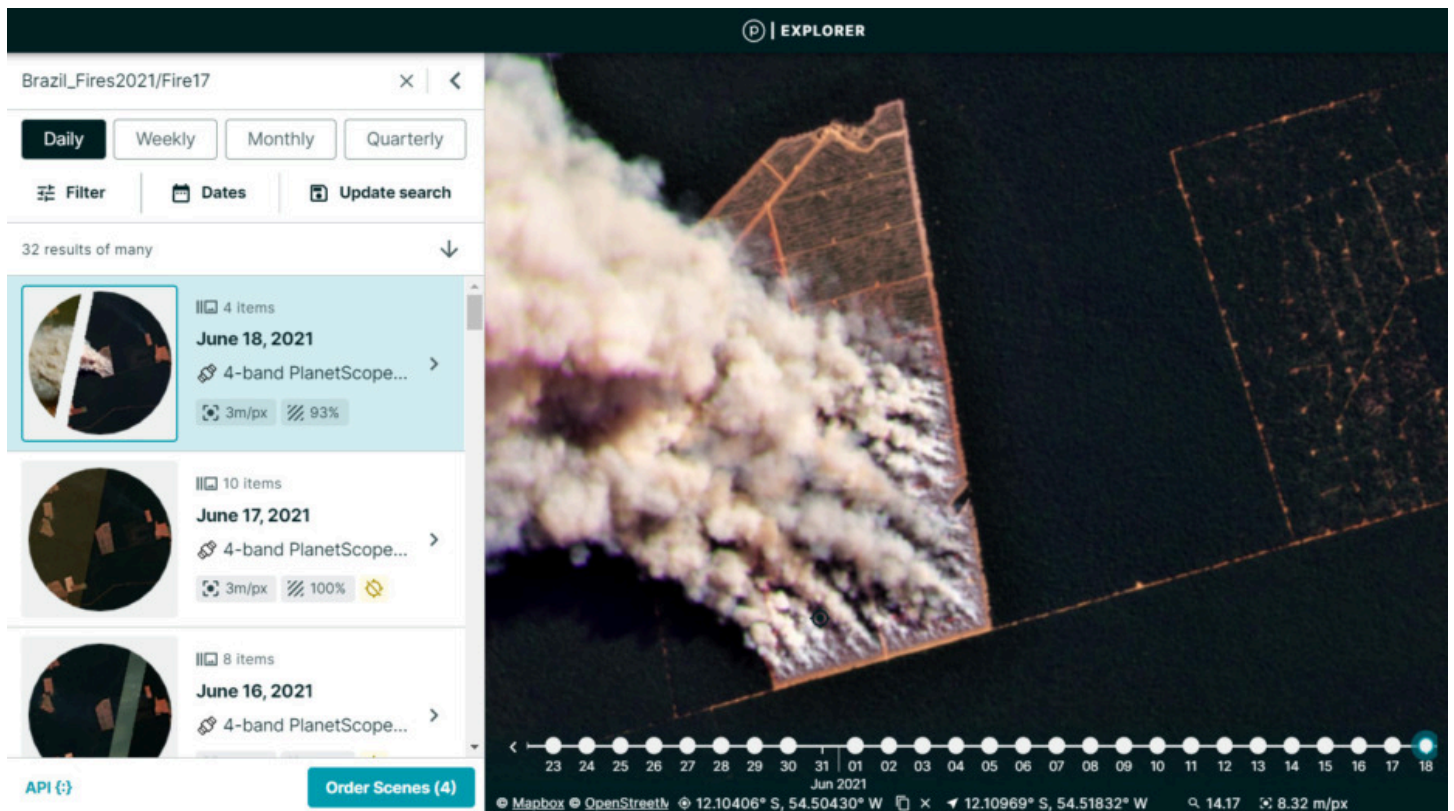 EXPLORER
Brazil_Fires2021/Fire17
Daily Weekly Monthly Quarterly
Filter Dates Update search
32 results of many
4 items
June 18, 2021
4-band PlanetScope...
3m/px 93%
10 items
June 17, 2021
4-band PlanetScope...
3m/px 100%
8 items
June 16, 2021
4-band PlanetScope...
API {:} Order Scenes (4)
23 24 25 26 27 28 29 30 31 01 02 03 04 05 06 07 08 09 10 11 12 13 14 15 16 17 18
Jun 2021
© Mapbox © OpenStreetM 12.10406° S, 54.50430° W 12.10969° S, 54.51832° W 14.17 8.32 m/px